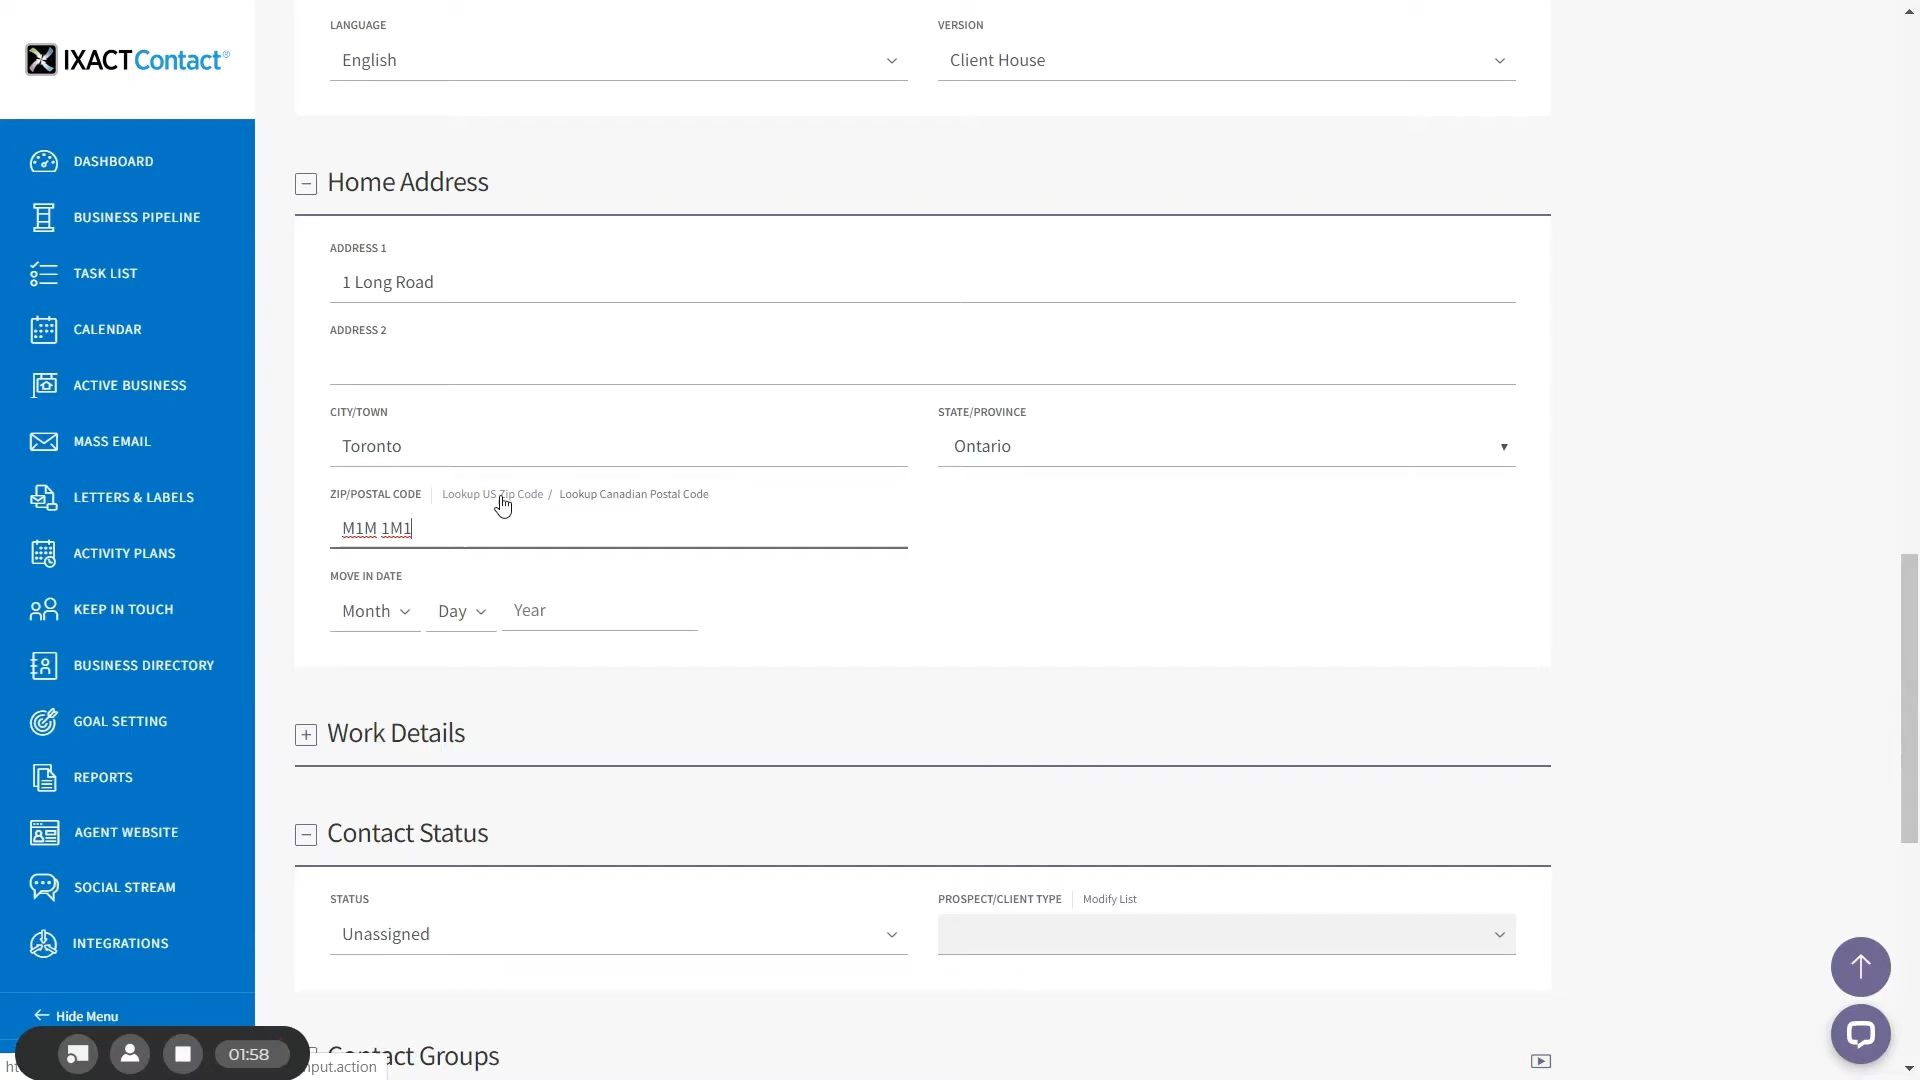 IXACTContact®
DASHBOARD
BUSINESS PIPELINE
TASK LIST
CALENDAR
ACTIVE BUSINESS
MASS EMAIL
LETTERS & LABELS
ACTIVITY PLANS
KEEP IN TOUCH
BUSINESS DIRECTORY
GOAL SETTING
REPORTS
AGENT WEBSITE
SOCIAL STREAM
INTEGRATIONS
Hide Menu
01:58
LANGUAGE
English
VERSION
Client House
Home Address
ADDRESS 1
1 Long Road
ADDRESS 2
CITY/TOWN
Toronto
STATE/PROVINCE
Ontario
ZIP/POSTAL CODE Lookup US Zip Code / Lookup Canadian Postal Code
M1M 1M1
MOVE IN DATE
Month Day Year
Work Details
Contact Status
STATUS
Unassigned
PROSPECT/CLIENT TYPE Modify List
Contact Groups
nput.action